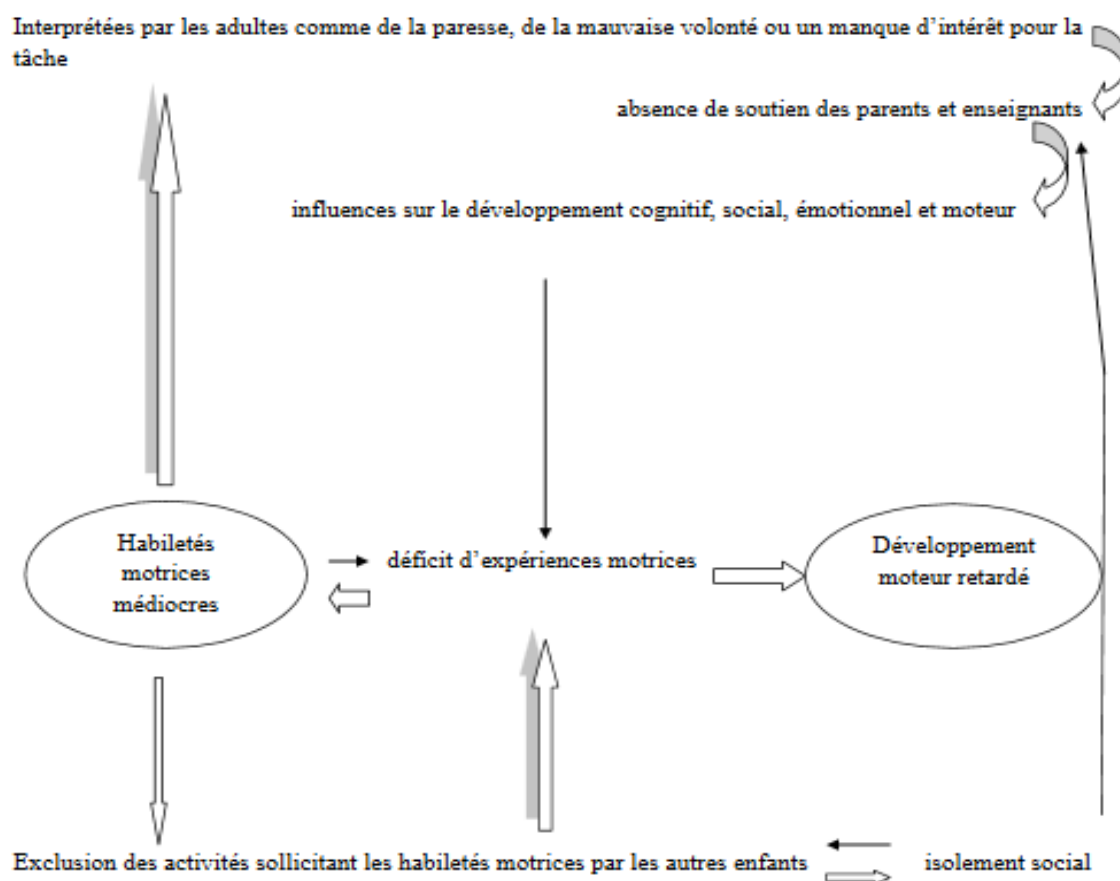 Interprétées par les adultes comme de la paresse, de la mauvaise volonté ou un manque d’intérêt pour la
tâche
absence de soutien des parents et enseignants
influences sur le développement cognitif, social, émotionnel et moteur
Habiletés
motrices
médiocres
déficit d’expériences motrices
Développement
moteur retardé
Exclusion des activités sollicitant les habiletés motrices par les autres enfants
isolement social